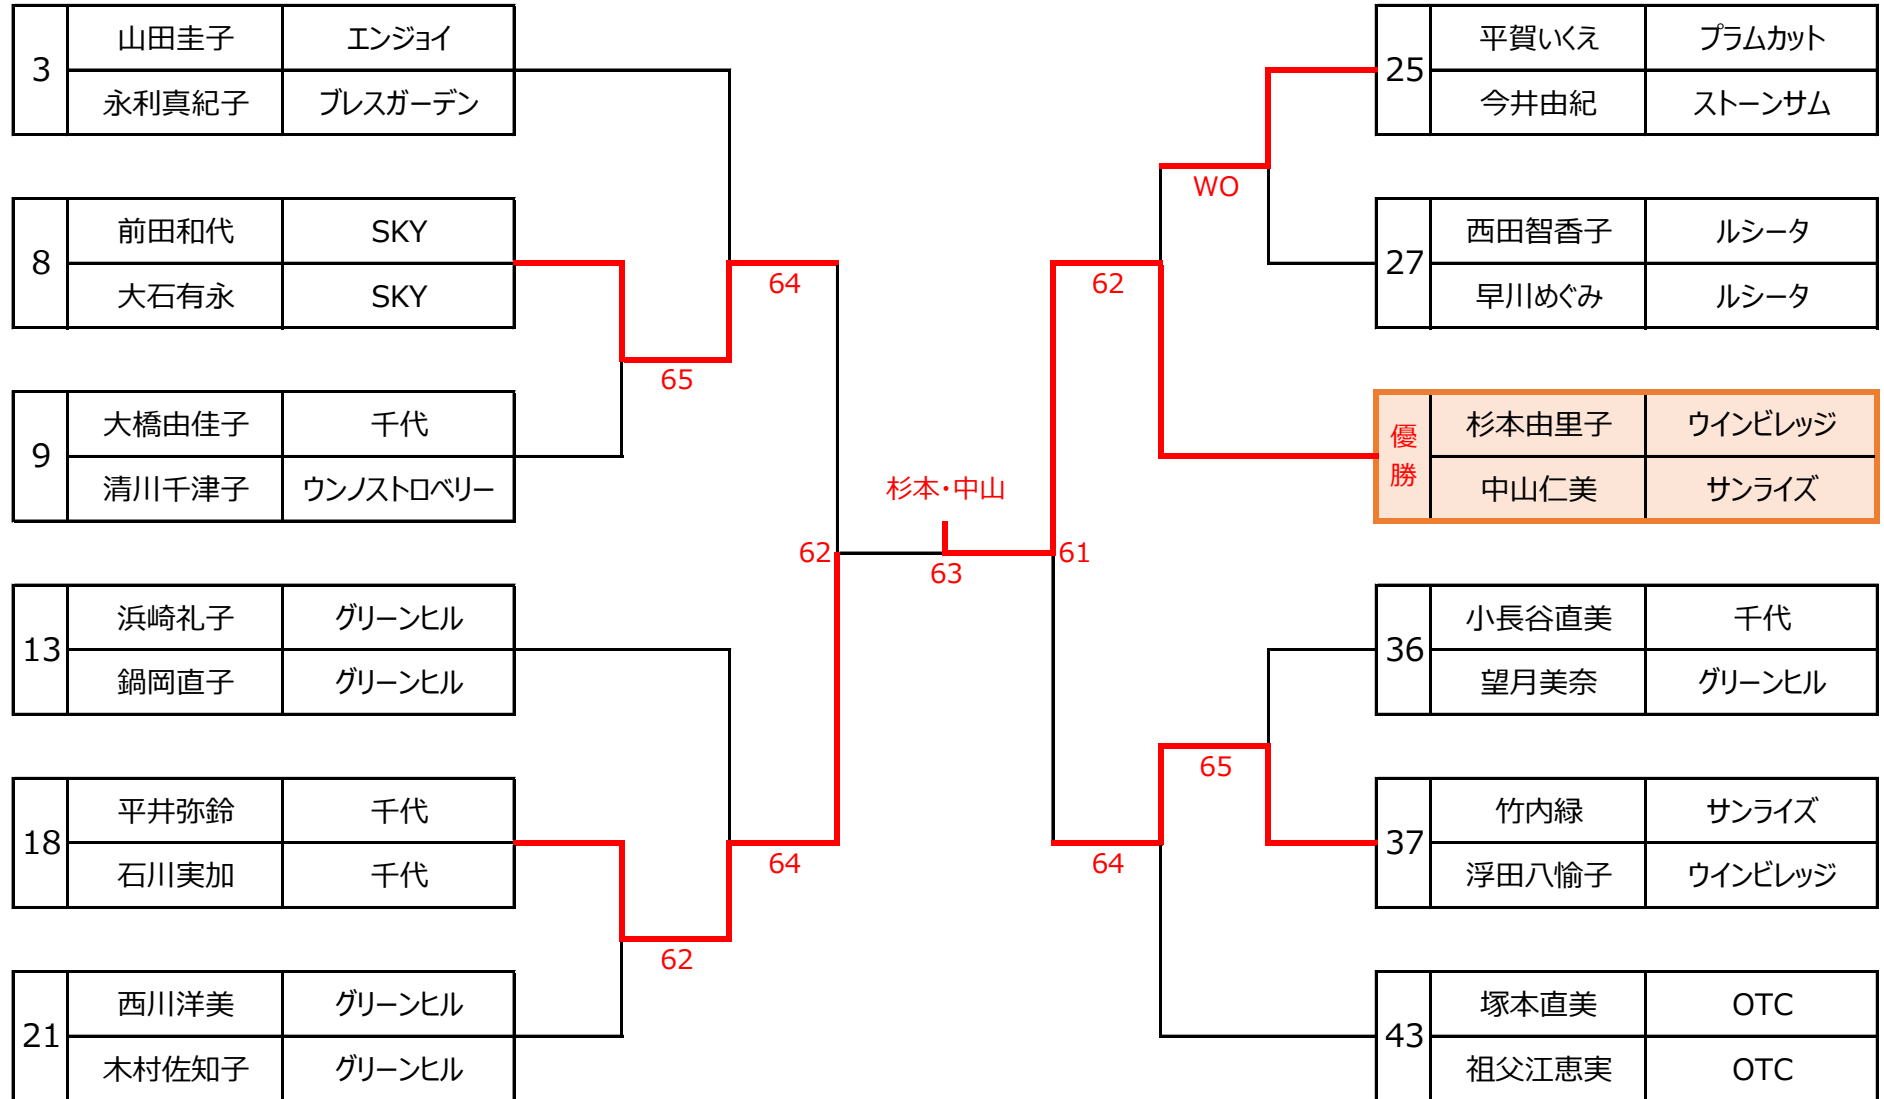 3 山田圭子 エンジョイ
永利真紀子 ブレスガーデン
8 前田和代 SKY
大石有永 SKY
9 大橋由佳子 千代
清川千津子 ウンノストロベリー
13 浜崎礼子 グリーンヒル
鍋岡直子 グリーンヒル
18 平井弥鈴 千代
石川実加 千代
21 西川洋美 グリーンヒル
木村佐知子 グリーンヒル
65
64
62
64
62
杉本・中山
63
61
62
WO
65
64
25 平賀いくえ プラムカット
今井由紀 ストーンサム
27 西田智香子 ルシータ
早川めぐみ ルシータ
優勝 杉本由里子 ウインビレッジ
中山仁美 サンライズ
36 小長谷直美 千代
望月美奈 グリーンヒル
37 竹内緑 サンライズ
浮田八愉子 ウインビレッジ
43 塚本直美 OTC
祖父江恵実 OTC